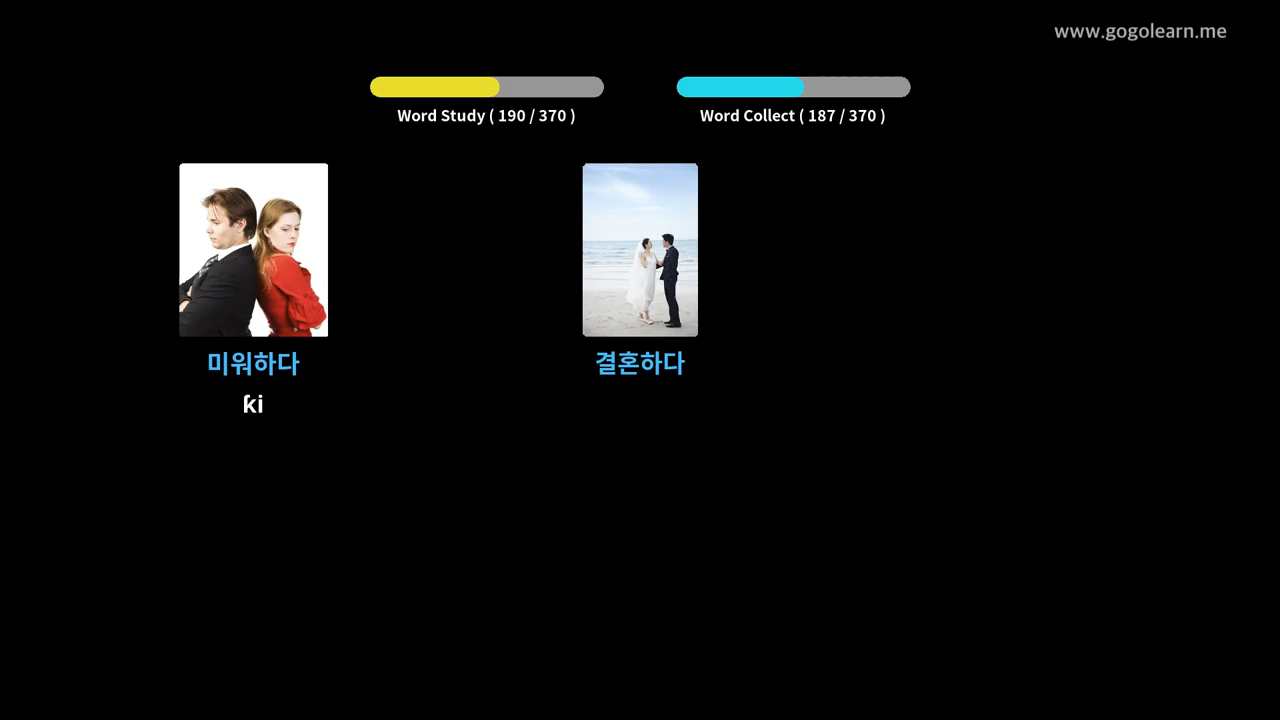 www.gogolearn.me
Word Study ( 190 / 370 )
Word Collect ( 187 / 370 )
미워하다
결혼하다
ƙi